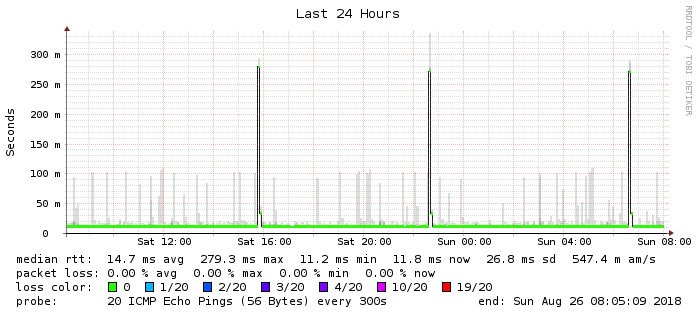 Last 24 Hours
RRDTOOL / TOBI OETIKER
Seconds
300 m
250 m
200 m
150 m
100 m
50 m
0
Sat 12:00 Sat 16:00 Sat 20:00 Sun 00:00 Sun 04:00 Sun 08:00
median rtt: 14.7 ms avg 279.3 ms max 11.2 ms min 11.8 ms now 26.8 ms sd 547.4 m am/s
packet loss: 0.00 % avg 0.00 % max 0.00 % min 0.00 % now
loss color: 0 1/20 2/20 3/20 4/20 10/20 19/20
probe: 20 ICMP Echo Pings (56 Bytes) every 300s end: Sun Aug 26 08:05:09 2018